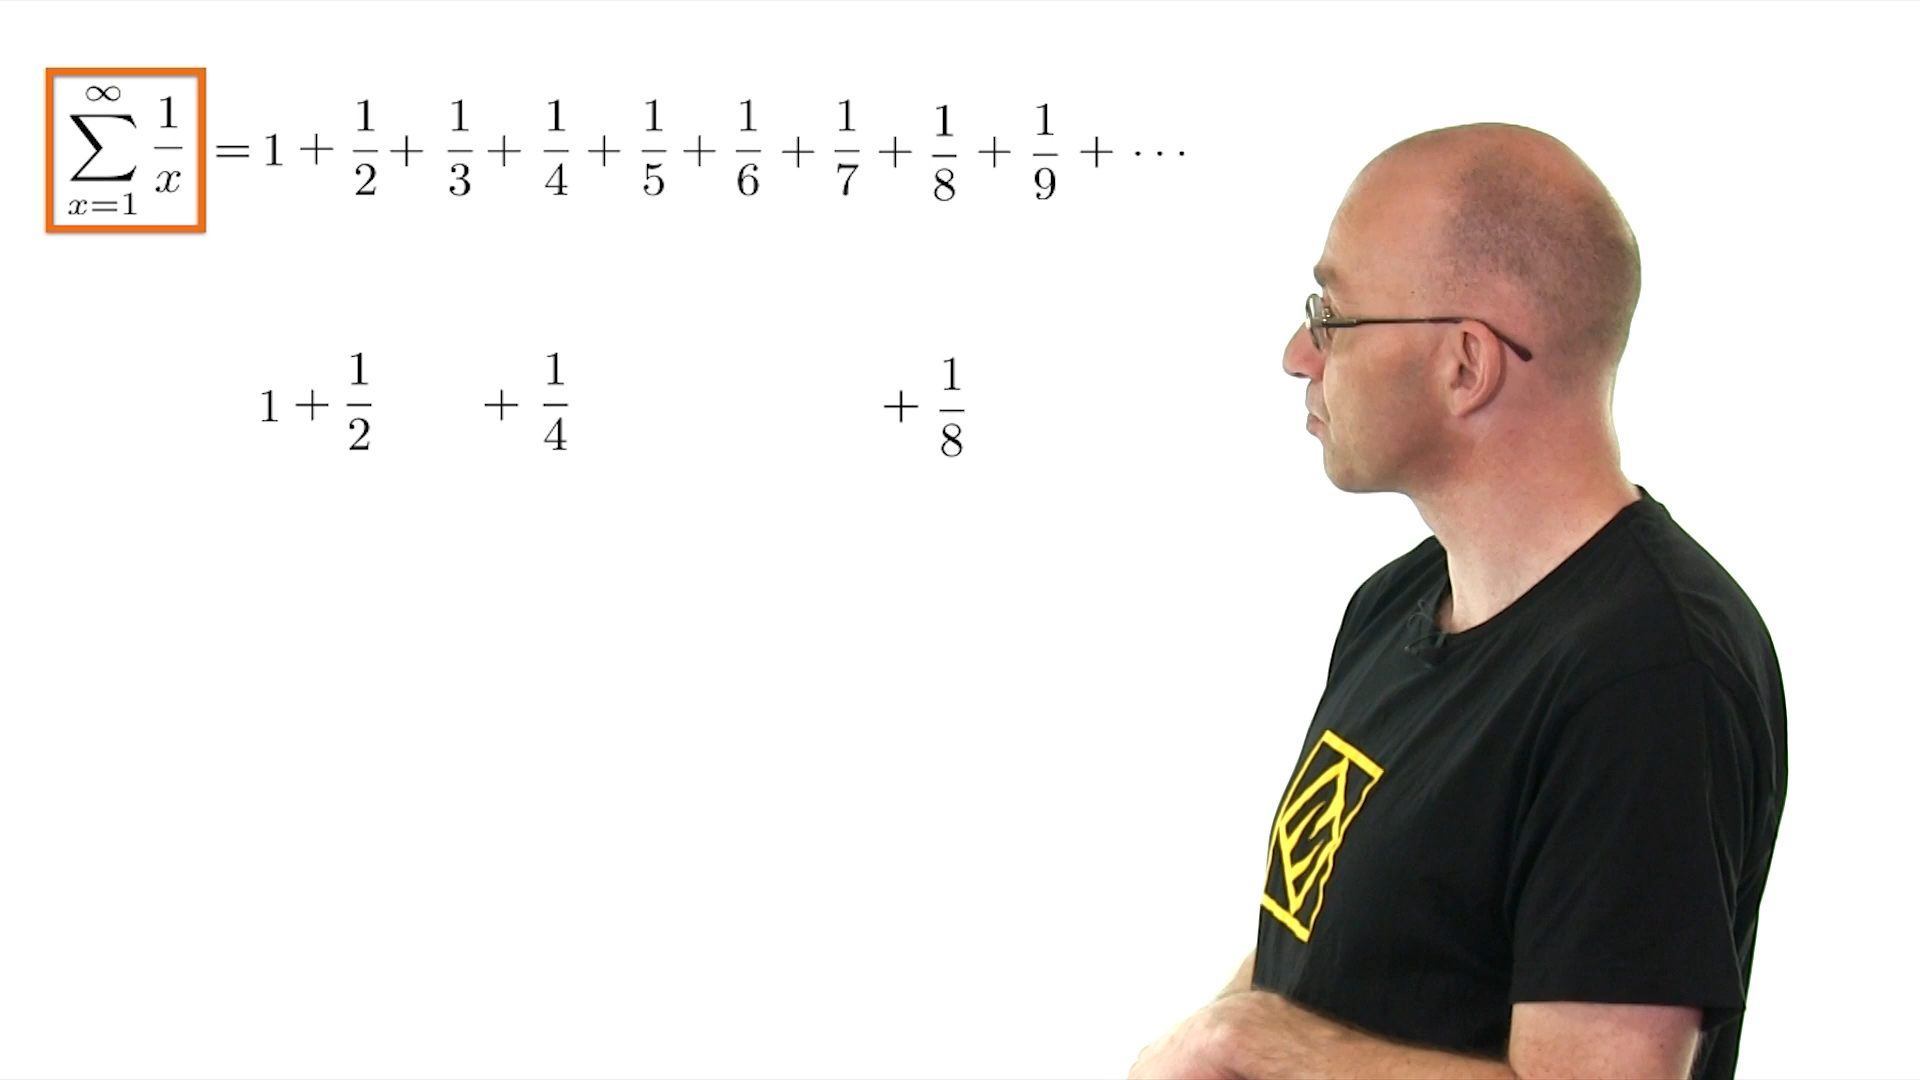 ∑_{x=1}^{∞} 1/x = 1 + 1/2 + 1/3 + 1/4 + 1/5 + 1/6 + 1/7 + 1/8 + 1/9 + ⋯
1 + 1/2 + 1/4 + 1/8